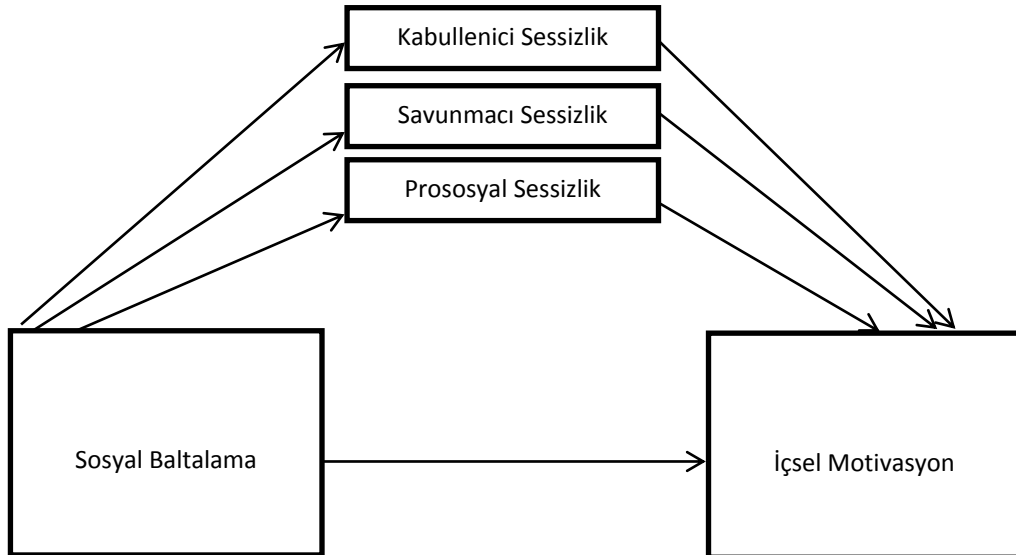 Kabullenici Sessizlik
Savunmacı Sessizlik
Prososyal Sessizlik
Sosyal Baltalama
İçsel Motivasyon